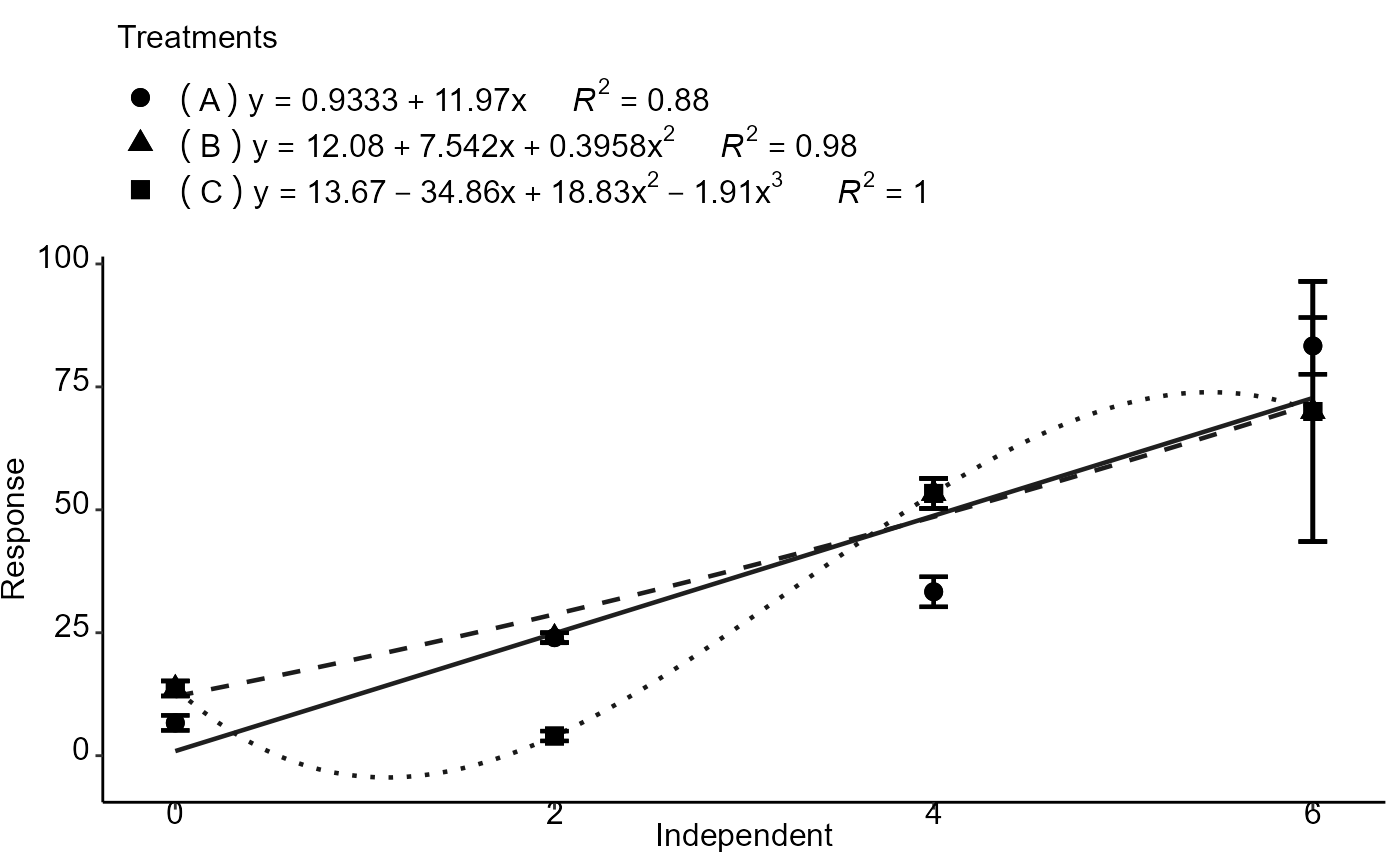 Treatments
( A ) y = 0.9333 + 11.97x R² = 0.88
( B ) y = 12.08 + 7.542x + 0.3958x² R² = 0.98
( C ) y = 13.67 − 34.86x + 18.83x² − 1.91x³ R² = 1
100
75
50
25
0
Response
0 2 4 6
Independent